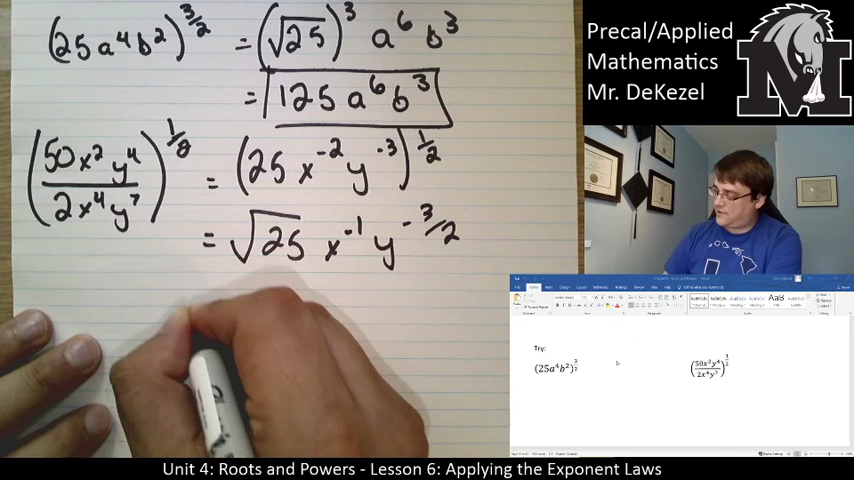 (25a⁴b²)^3/2 = (√25)³ a⁶ b³
= 125 a⁶ b³
(50x²y⁴ / 2x⁴y⁷)^1/2 = (25 x⁻² y⁻³)^1/2
= √25 x⁻¹ y^-3/2
Precal/Applied
Mathematics
Mr. DeKezel
M
Try:
(25a⁴b²)^3/2 (50x²y⁴ / 2x⁴y⁷)^1/2
Unit 4: Roots and Powers - Lesson 6: Applying the Exponent Laws